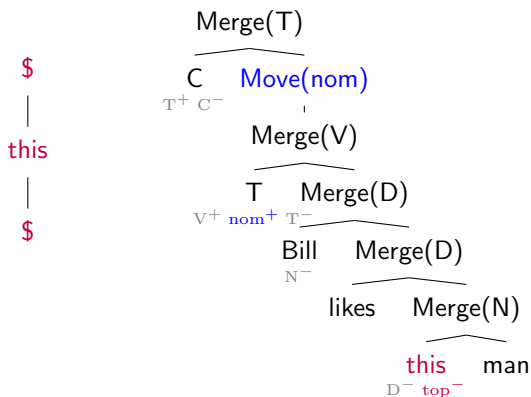 Merge(T)
$
C Move(nom)
T⁺ C⁻
this
Merge(V)
T Merge(D)
V⁺ nom⁺ T⁻
$
Bill Merge(D)
N⁻
likes Merge(N)
this man
D⁻ top⁻